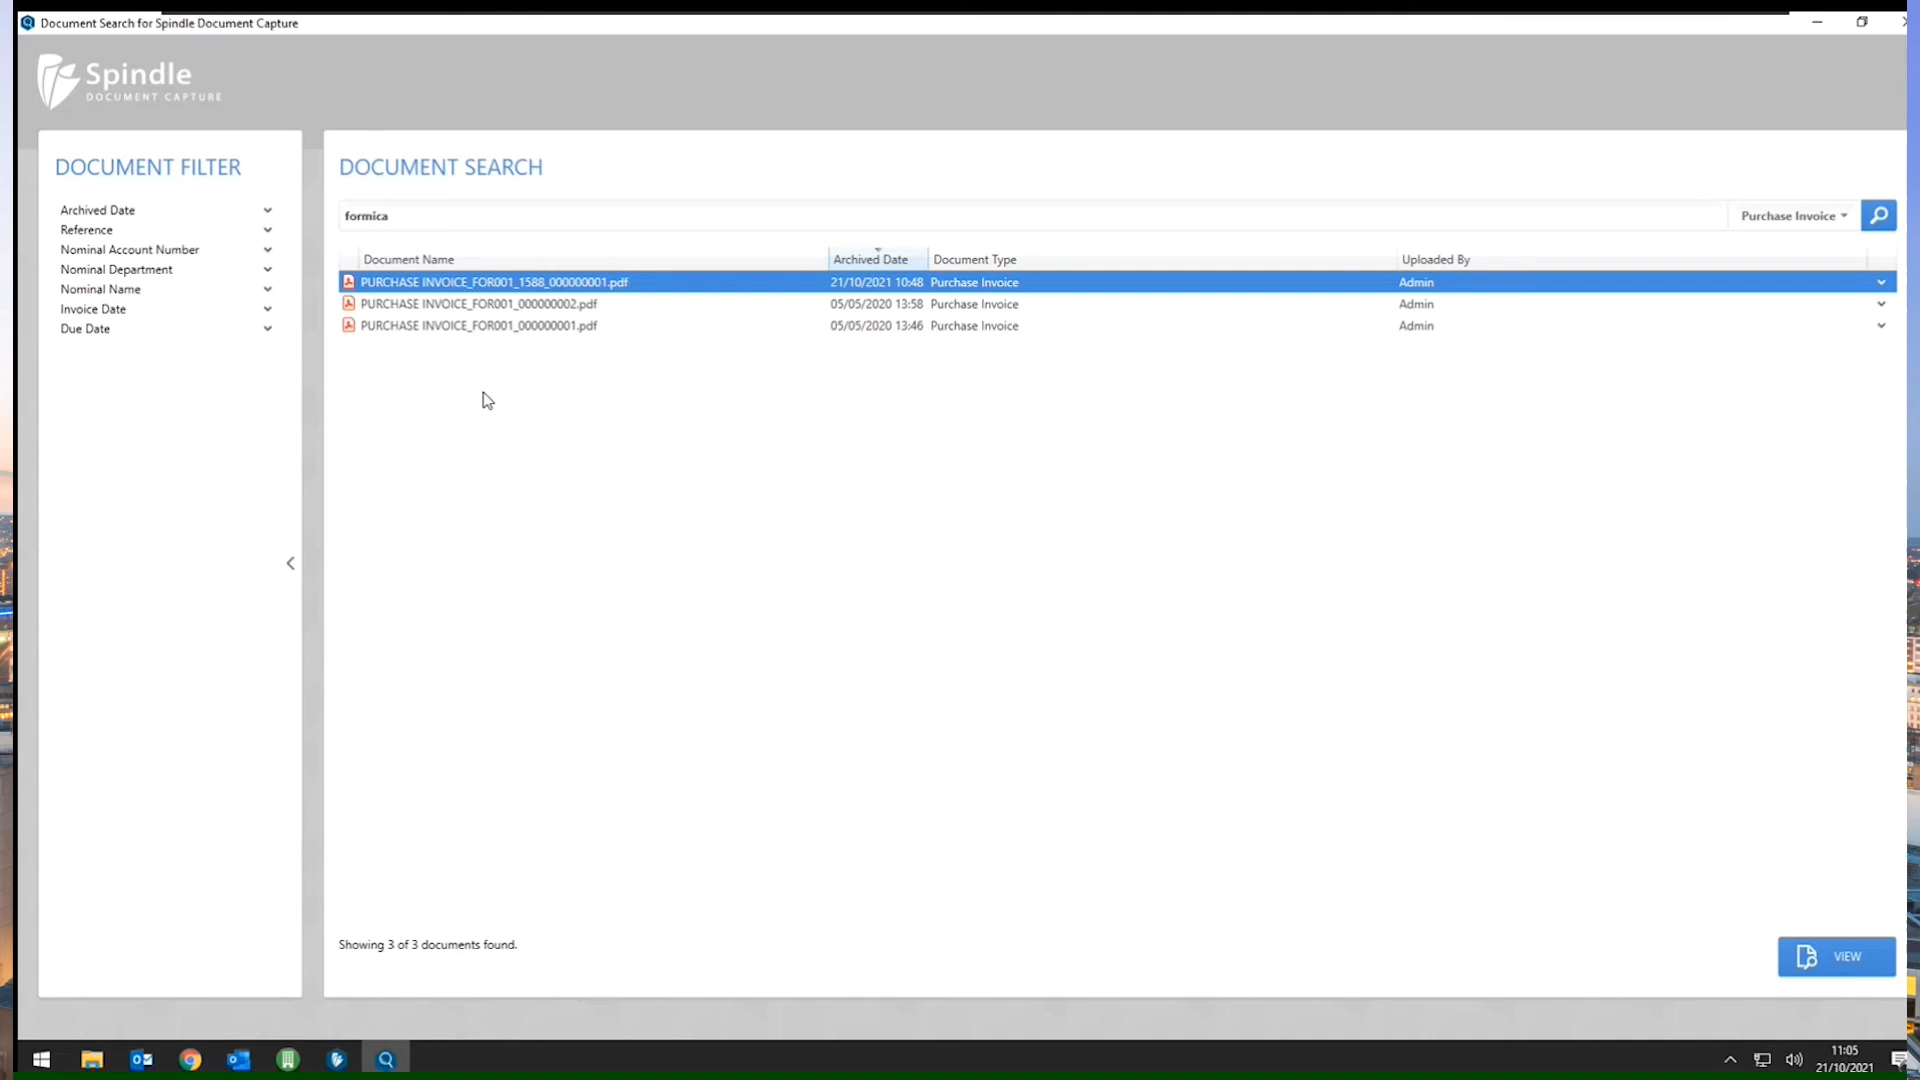 Document Search for Spindle Document Capture
Spindle
DOCUMENT CAPTURE
DOCUMENT FILTER
Archived Date
Reference
Nominal Account Number
Nominal Department
Nominal Name
Invoice Date
Due Date
DOCUMENT SEARCH
formica
Purchase Invoice
Document Name Archived Date Document Type Uploaded By
PURCHASE INVOICE_FOR001_1588_000000001.pdf 21/10/2021 10:48 Purchase Invoice Admin
PURCHASE INVOICE_FOR001_000000002.pdf 05/05/2020 13:58 Purchase Invoice Admin
PURCHASE INVOICE_FOR001_000000001.pdf 05/05/2020 13:46 Purchase Invoice Admin
Showing 3 of 3 documents found.
VIEW
11:05
21/10/2021